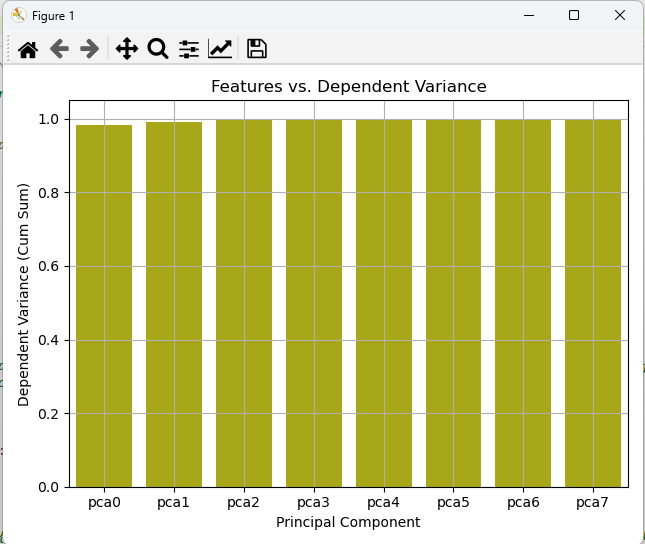 Figure 1
Features vs. Dependent Variance
1.0
0.8
0.6
0.4
0.2
0.0
Dependent Variance (Cum Sum)
pca0 pca1 pca2 pca3 pca4 pca5 pca6 pca7
Principal Component